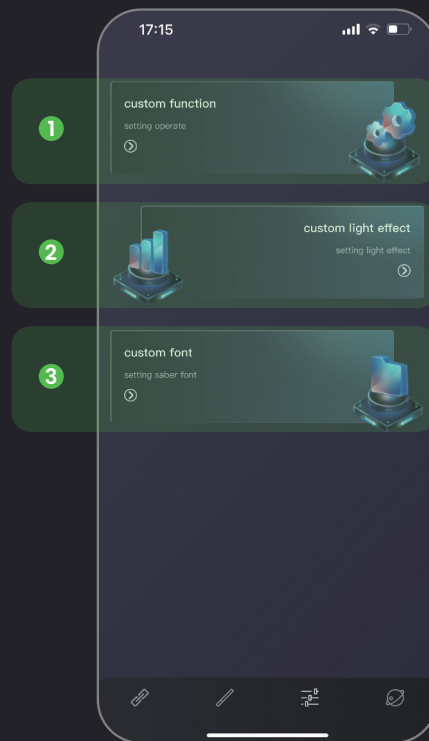 17:15
1
custom function
setting operate
2
custom light effect
setting light effect
3
custom font
setting saber font